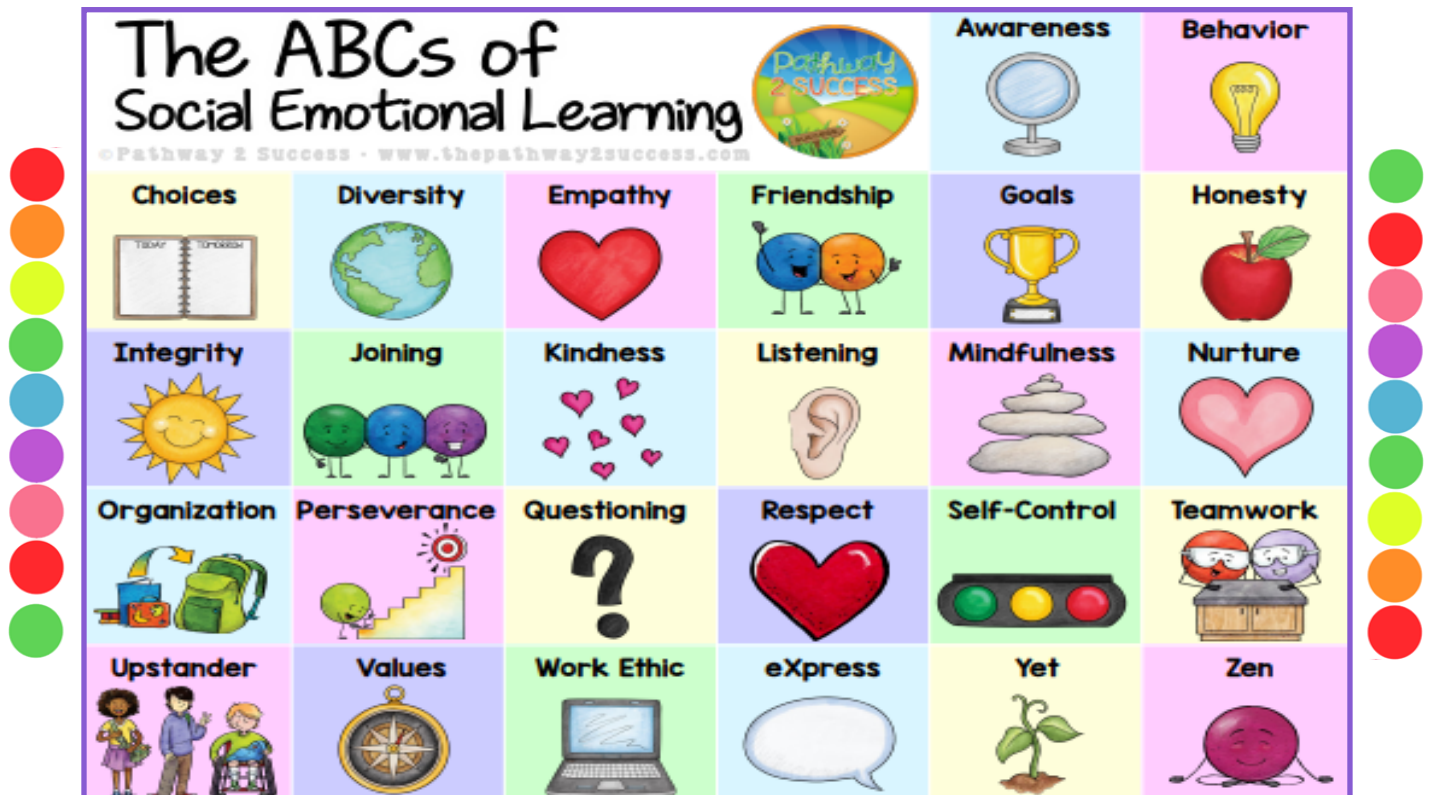 The ABCs of
Social Emotional Learning
©Pathway 2 Success - www.thepathway2success.com
Pathway
2 SUCCESS
Awareness
Behavior
Choices
Diversity
Empathy
Friendship
Goals
Honesty
TODAY
TOMORROW
Integrity
Joining
Kindness
Listening
Mindfulness
Nurture
Organization
Perseverance
Questioning
Respect
Self-Control
Teamwork
Upstander
Values
Work Ethic
eXpress
Yet
Zen